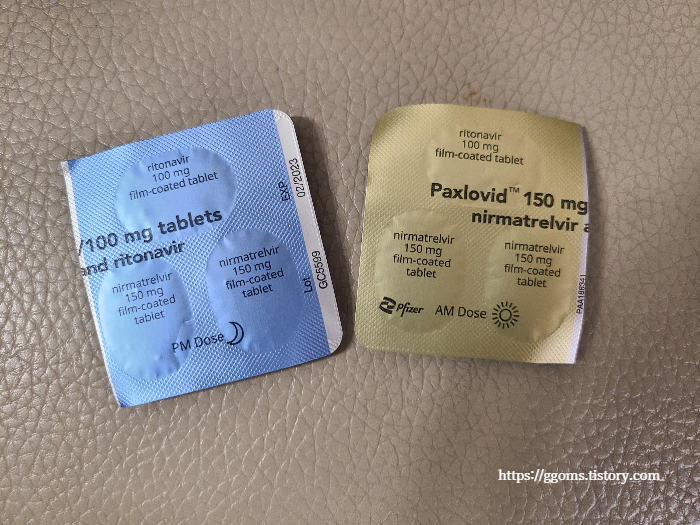 ritonavir
100 mg
film-coated tablet
/100 mg tablets
and ritonavir
nirmatrelvir
150 mg
film-coated
tablet
nirmatrelvir
150 mg
film-coated
tablet
PM Dose
EXP
02/2023
Lot
GC5599
ritonavir
100 mg
film-coated tablet
Paxlovid™ 150 mg
nirmatrelvir a
nirmatrelvir
150 mg
film-coated
tablet
nirmatrelvir
150 mg
film-coated
tablet
Pfizer AM Dose
https://ggoms.tistory.com